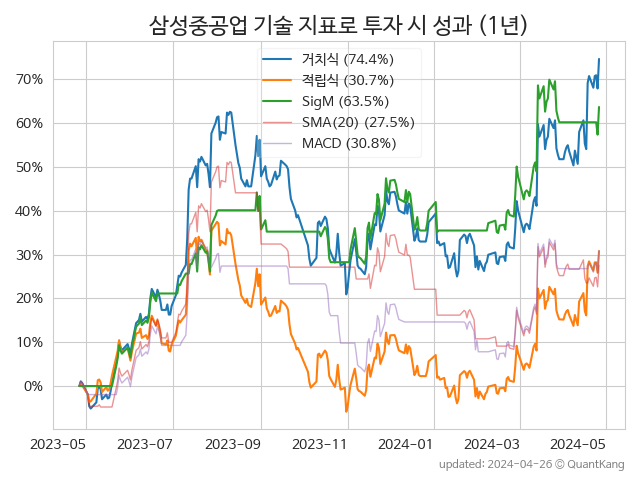 삼성중공업 기술 지표로 투자 시 성과 (1년)
거치식 (74.4%)
적립식 (30.7%)
SigM (63.5%)
SMA(20) (27.5%)
MACD (30.8%)
70%
60%
50%
40%
30%
20%
10%
0%
2023-05 2023-07 2023-09 2023-11 2024-01 2024-03 2024-05
updated: 2024-04-26 © QuantKang